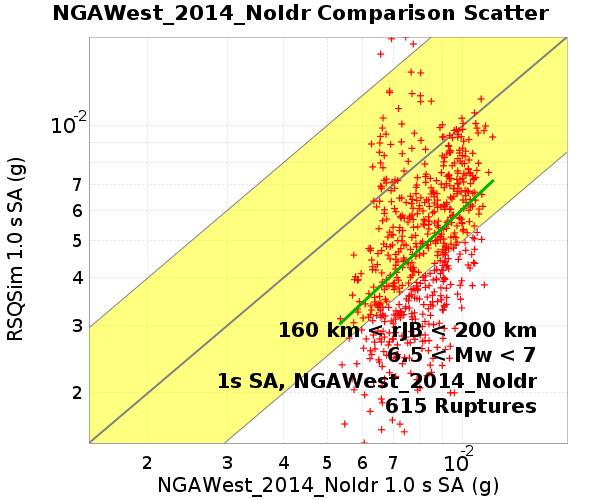 NGAWest_2014_NoIdr Comparison Scatter
RSQSim 1.0 s SA (g)
10-2
7
6
5
4
3
2
160 km < rJB < 200 km
6.5 < Mw < 7
1s SA, NGAWest_2014_NoIdr
615 Ruptures
2 3 4 5 6 7 10-2
NGAWest_2014_NoIdr 1.0 s SA (g)